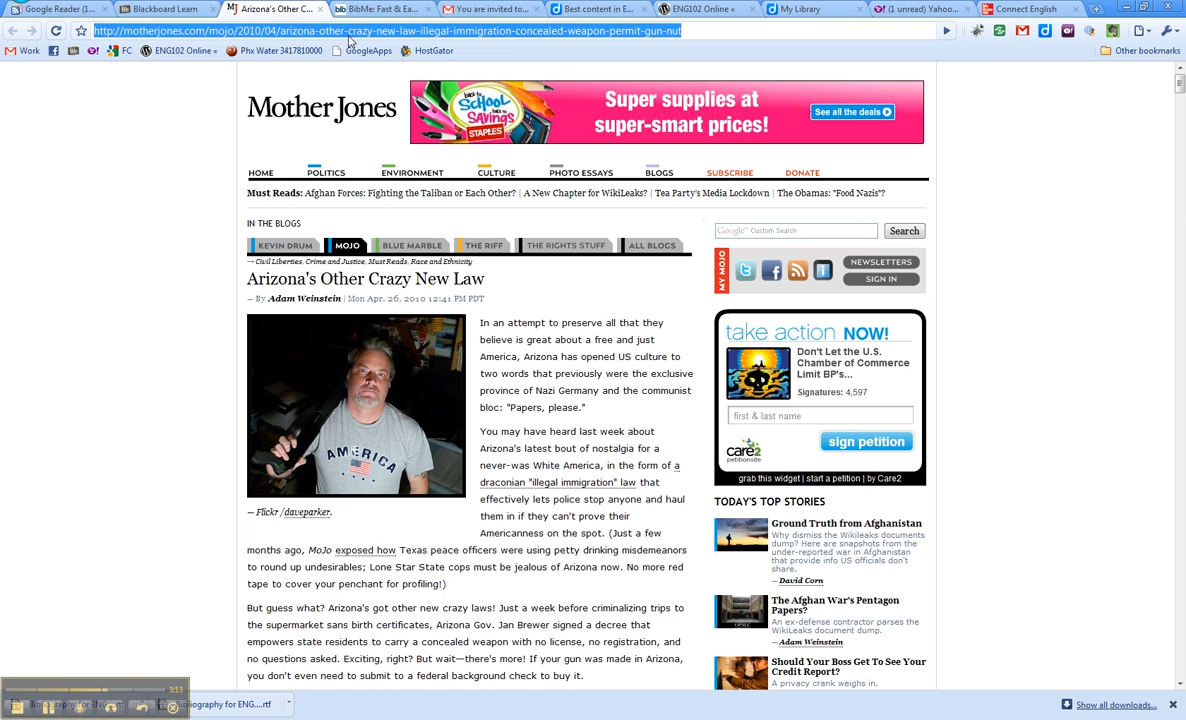 Google Reader (1
Blackboard Learn
Arizona's Other C...
BibMe: Fast & Ea...
You are invited to...
Best content in E...
ENG102 Online «
My Library
(1 unread) Yahoo...
Connect English
http://motherjones.com/mojo/2010/04/arizona-other-crazy-new-law-illegal-immigration-concealed-weapon-permit-gun-nut
Work
FC
ENG102 Online «
Phx Water 3417810000
GoogleApps
HostGator
Other bookmarks
Mother Jones
back to SCHOOL SAVINGS
STAPLES
Super supplies at
super-smart prices!
See all the deals
HOME POLITICS ENVIRONMENT CULTURE PHOTO ESSAYS BLOGS SUBSCRIBE DONATE
Must Reads: Afghan Forces: Fighting the Taliban or Each Other? | A New Chapter for WikiLeaks? | Tea Party's Media Lockdown | The Obamas: "Food Nazis"?
IN THE BLOGS
KEVIN DRUM MOJO BLUE MARBLE THE RIFF THE RIGHTS STUFF ALL BLOGS
→ Civil Liberties, Crime and Justice, Must Reads, Race and Ethnicity
Arizona's Other Crazy New Law
— By Adam Weinstein | Mon Apr. 26, 2010 12:41 PM PDT
AMERICA
— Flickr /daveparker.
In an attempt to preserve all that they
believe is great about a free and just
America, Arizona has opened US culture to
two words that previously were the exclusive
province of Nazi Germany and the communist
bloc: "Papers, please."
You may have heard last week about
Arizona's latest bout of nostalgia for a
never-was White America, in the form of a
draconian "illegal immigration" law that
effectively lets police stop anyone and haul
them in if they can't prove their
Americanness on the spot. (Just a few
months ago, MoJo exposed how Texas peace officers were using petty drinking misdemeanors
to round up undesirables; Lone Star State cops must be jealous of Arizona now. No more red
tape to cover your penchant for profiling!)
But guess what? Arizona's got other new crazy laws! Just a week before criminalizing trips to
the supermarket sans birth certificates, Arizona Gov. Jan Brewer signed a decree that
empowers state residents to carry a concealed weapon with no license, no registration, and
no questions asked. Exciting, right? But wait—there's more! If your gun was made in Arizona,
you don't even need to submit to a federal background check to buy it.
Google Custom Search
Search
MY MOJO
NEWSLETTERS
SIGN IN
take action NOW!
Don't Let the U.S.
Chamber of Commerce
Limit BP's...
Signatures: 4,597
first & last name
care2
petitionsite
sign petition
grab this widget | start a petition | by Care2
TODAY'S TOP STORIES
Ground Truth from Afghanistan
Why dismiss the Wikileaks documents
dump? Here are snapshots from the
under-reported war in Afghanistan
that provide info US officials don't
share.
— David Corn
The Afghan War's Pentagon
Papers?
An ex-defense contractor parses the
WikiLeaks document dump.
— Adam Weinstein
Should Your Boss Get To See Your
Credit Report?
A privacy crank weighs in.
3:13
Bibliography for ENG....rtf
bliography for ENG....rtf
Show all downloads...